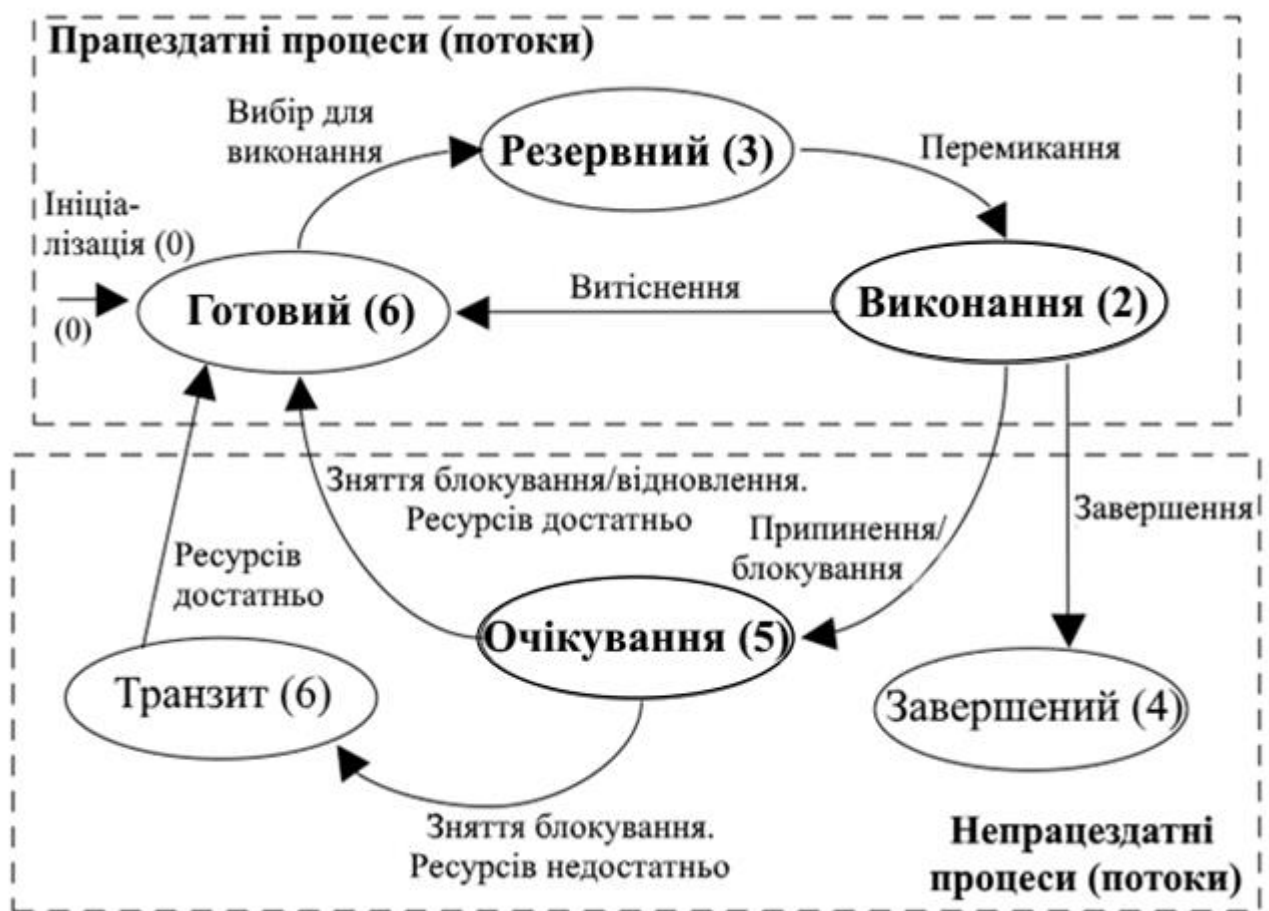 Працездатні процеси (потоки)
Вибір для
виконання
Резервний (3)
Перемикання
Ініціа-
лізація (0)
(0)
Готовий (6)
Витіснення
Виконання (2)
Зняття блокування/відновлення.
Ресурсів достатньо
Припинення/
блокування
Завершення
Ресурсів
достатньо
Очікування (5)
Транзит (6)
Завершений (4)
Зняття блокування.
Ресурсів недостатньо
Непрацездатні
процеси (потоки)